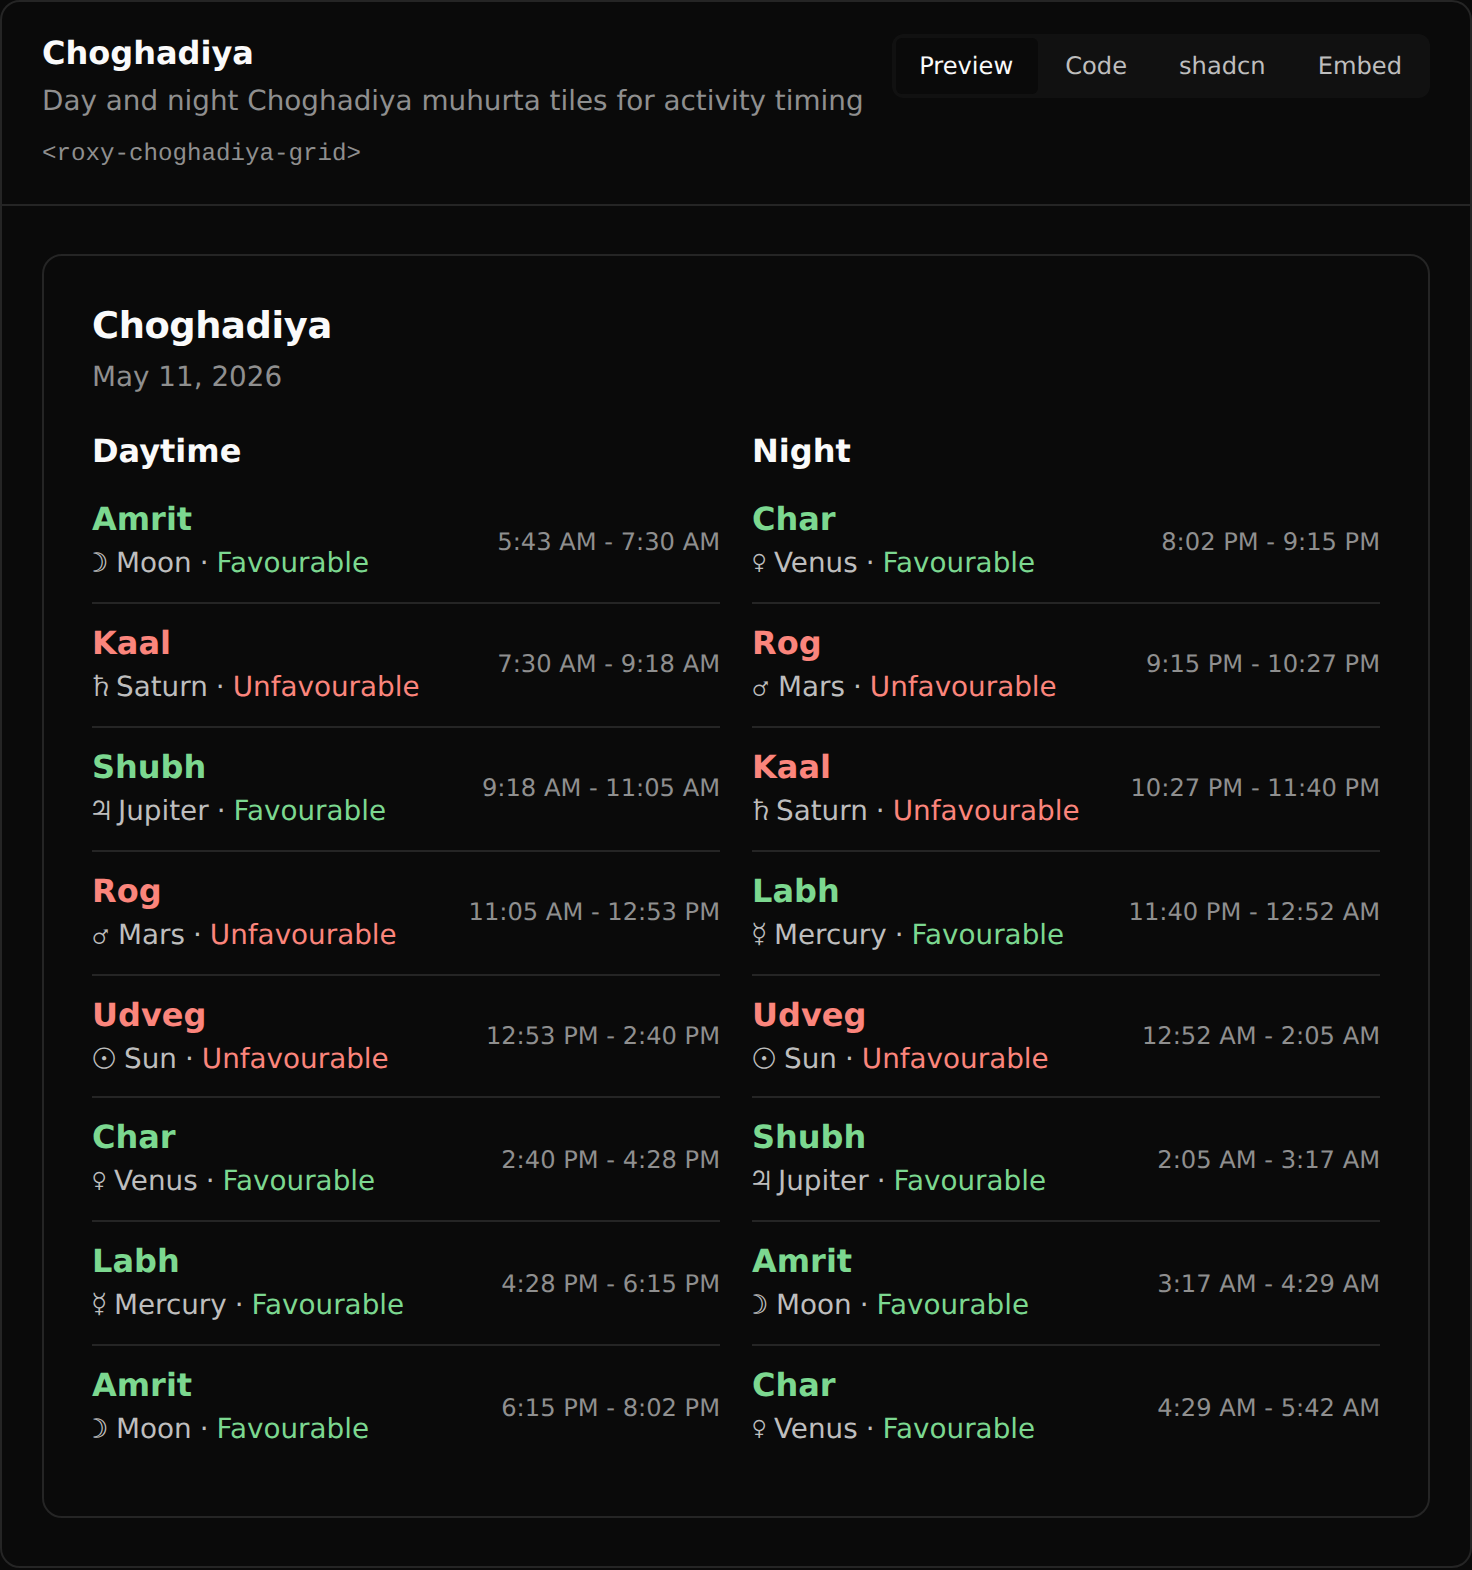 Choghadiya
Day and night Choghadiya muhurta tiles for activity timing
<roxy-choghadiya-grid>
Preview Code shadcn Embed
Choghadiya
May 11, 2026
Daytime
Amrit
☽ Moon · Favourable
5:43 AM - 7:30 AM
Kaal
♄ Saturn · Unfavourable
7:30 AM - 9:18 AM
Shubh
♃ Jupiter · Favourable
9:18 AM - 11:05 AM
Rog
♂ Mars · Unfavourable
11:05 AM - 12:53 PM
Udveg
☉ Sun · Unfavourable
12:53 PM - 2:40 PM
Char
♀ Venus · Favourable
2:40 PM - 4:28 PM
Labh
☿ Mercury · Favourable
4:28 PM - 6:15 PM
Amrit
☽ Moon · Favourable
6:15 PM - 8:02 PM
Night
Char
♀ Venus · Favourable
8:02 PM - 9:15 PM
Rog
♂ Mars · Unfavourable
9:15 PM - 10:27 PM
Kaal
♄ Saturn · Unfavourable
10:27 PM - 11:40 PM
Labh
☿ Mercury · Favourable
11:40 PM - 12:52 AM
Udveg
☉ Sun · Unfavourable
12:52 AM - 2:05 AM
Shubh
♃ Jupiter · Favourable
2:05 AM - 3:17 AM
Amrit
☽ Moon · Favourable
3:17 AM - 4:29 AM
Char
♀ Venus · Favourable
4:29 AM - 5:42 AM